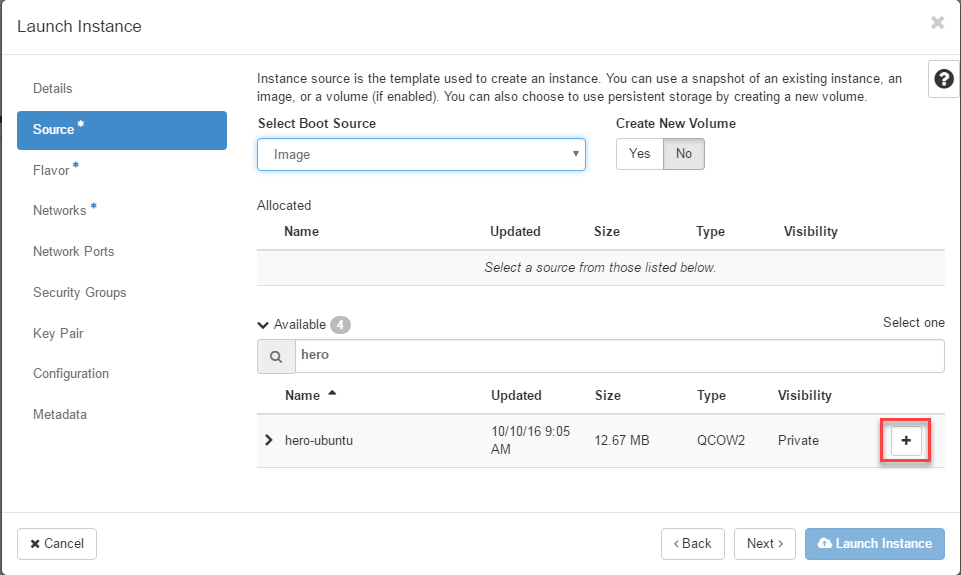 Launch Instance
Details
Source *
Flavor *
Networks *
Network Ports
Security Groups
Key Pair
Configuration
Metadata
Instance source is the template used to create an instance. You can use a snapshot of an existing instance, an
image, or a volume (if enabled). You can also choose to use persistent storage by creating a new volume.
Select Boot Source Create New Volume
Image Yes No
Allocated
Name Updated Size Type Visibility
Select a source from those listed below.
Available 4 Select one
hero
Name Updated Size Type Visibility
hero-ubuntu 10/10/16 9:05 12.67 MB QCOW2 Private +
AM
Cancel < Back Next > Launch Instance